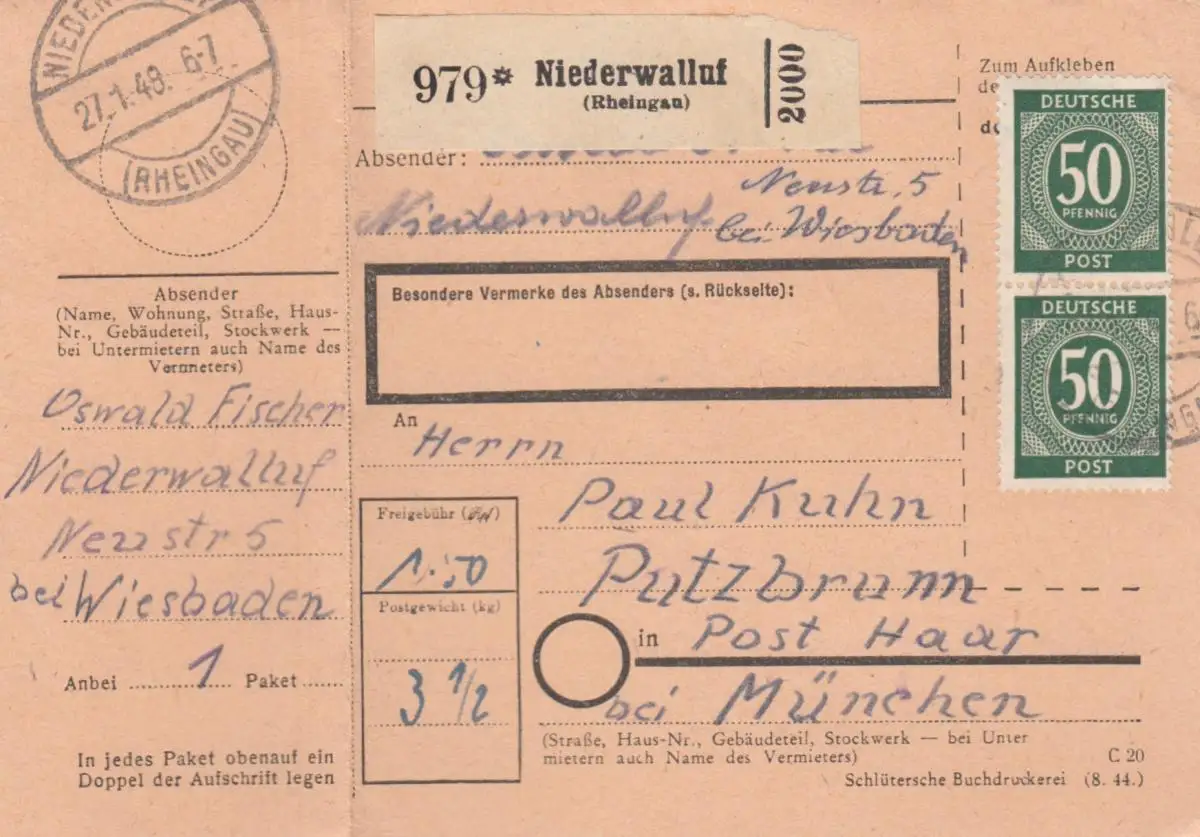 27.1.48. 6-7
(RHEINGAU)
979* Niederwalluf
(Rheingau)
2000
Zum Aufkleben
Absender:
Niederwalluf Neustr. 5
bei Wiesbaden
DEUTSCHE
50
PFENNIG
POST
DEUTSCHE
50
PFENNIG
POST
Besondere Vermerke des Absenders (s. Rückseite):
Absender
(Name, Wohnung, Straße, Haus-
Nr., Gebäudeteil, Stockwerk —
bei Untermietern auch Name des
Vermieters)
Oswald Fischer
Niederwalluf
Neustr 5
bei Wiesbaden
Anbei 1 Paket
In jedes Paket obenauf ein
Doppel der Aufschrift legen
An
Herrn
Paul Kuhn
Putzbrunn
in Post Haar
bei München
Freigebühr
1.50
Postgewicht (kg)
3 1/2
(Straße, Haus-Nr., Gebäudeteil, Stockwerk — bei Unter
mietern auch Name des Vermieters)
C 20
Schlütersche Buchdruckerei (8. 44.)